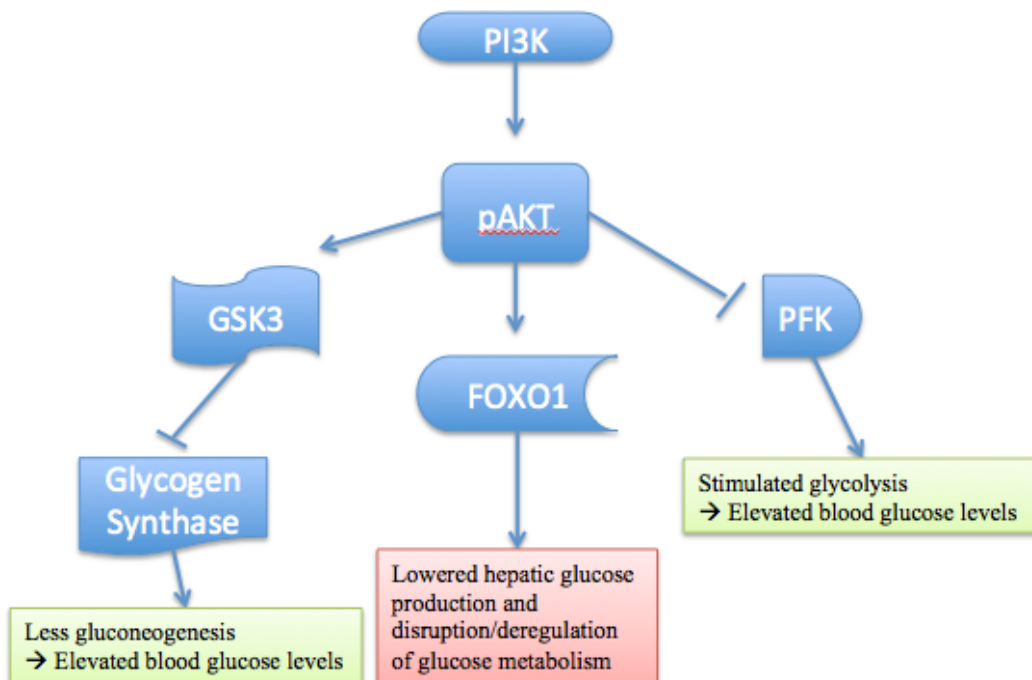 PI3K
pAKT
GSK3
PFK
FOXO1
Glycogen
Synthase
Stimulated glycolysis
→ Elevated blood glucose levels
Lowered hepatic glucose
production and
disruption/deregulation
of glucose metabolism
Less gluconeogenesis
→ Elevated blood glucose levels